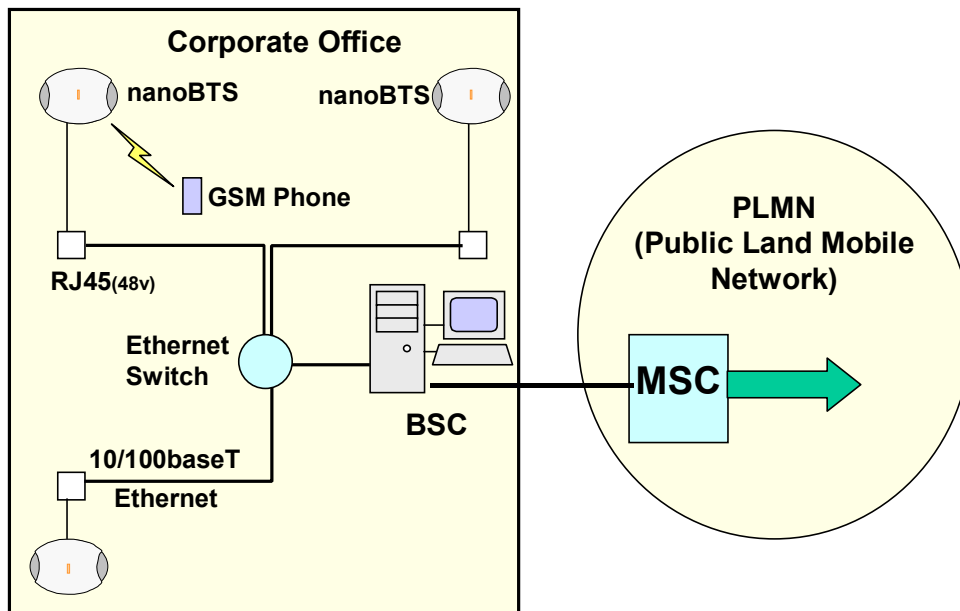 Corporate Office
nanoBTS
nanoBTS
GSM Phone
RJ45(48v)
Ethernet
Switch
BSC
10/100baseT
Ethernet
PLMN
(Public Land Mobile
Network)
MSC